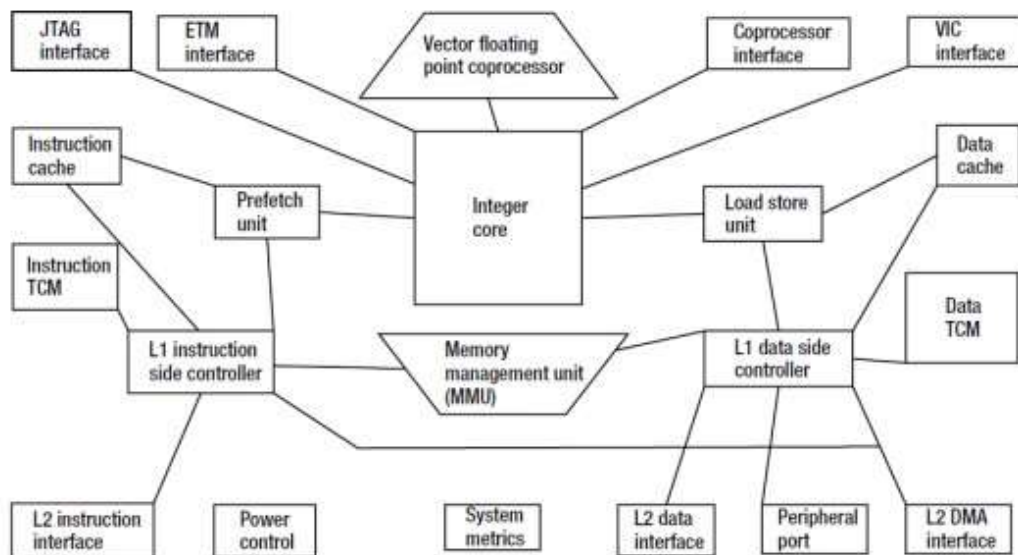 JTAG
interface
ETM
interface
Vector floating
point coprocessor
Coprocessor
interface
VIC
interface
Instruction
cache
Data
cache
Prefetch
unit
Integer
core
Load store
unit
Instruction
TCM
Data
TCM
L1 instruction
side controller
Memory
management unit
(MMU)
L1 data side
controller
L2 instruction
interface
Power
control
System
metrics
L2 data
interface
Peripheral
port
L2 DMA
interface